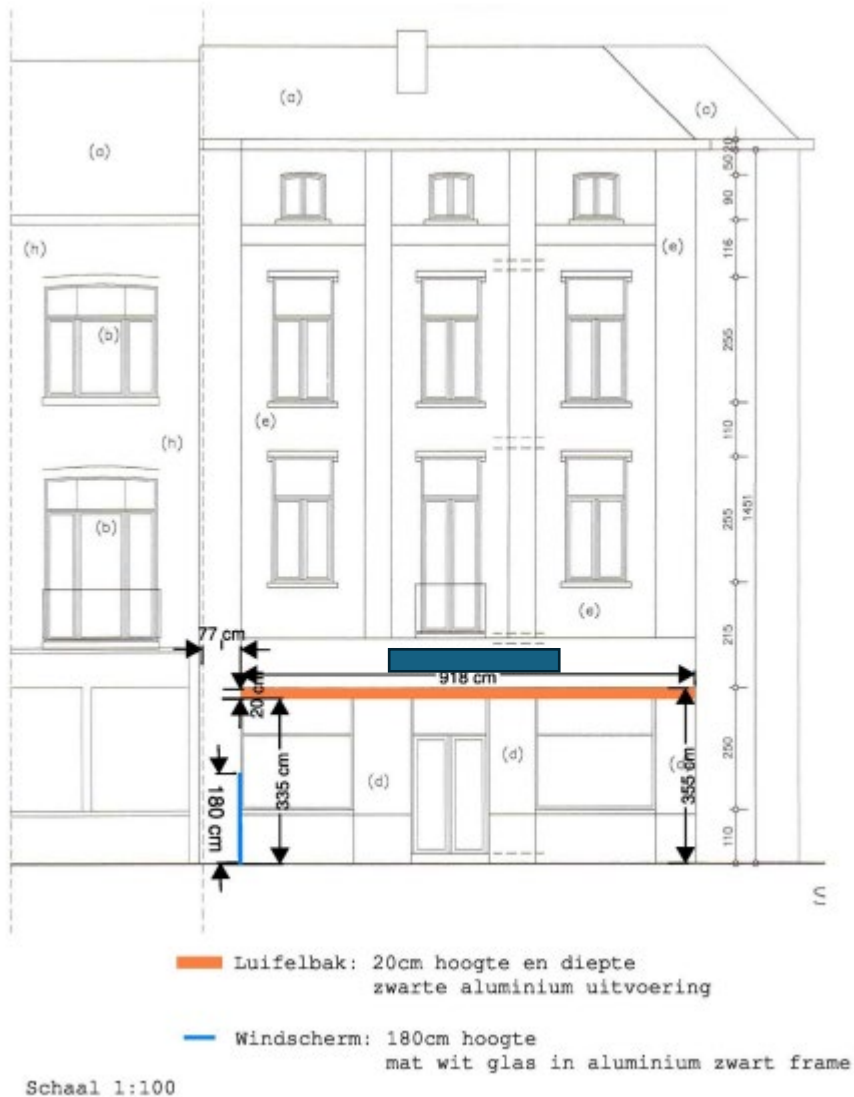 (a)
(c)
(a)
20
50
90
(h)
(e)
116
(b)
255
(e)
(h)
110
(b)
255
1451
(e)
77 cm
215
918 cm
20 cm
335 cm
(d)
(d)
355 cm
250
180 cm
110
Luifelbak: 20cm hoogte en diepte
zwarte aluminium uitvoering
Windscherm: 180cm hoogte
mat wit glas in aluminium zwart frame
Schaal 1:100